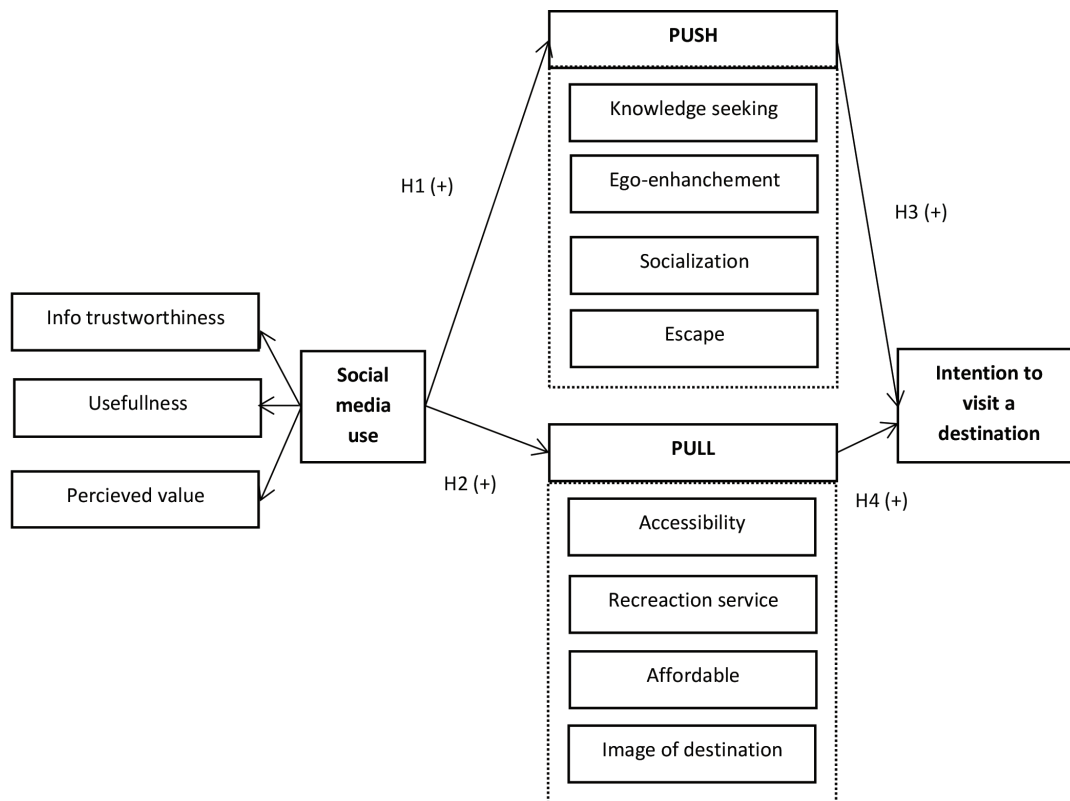 PUSH
Knowledge seeking
Ego-enhanchement
Socialization
Escape
H1 (+)
H3 (+)
Info trustworthiness
Usefullness
Percieved value
Social
media
use
Intention to
visit a
destination
H2 (+)
H4 (+)
PULL
Accessibility
Recreaction service
Affordable
Image of destination